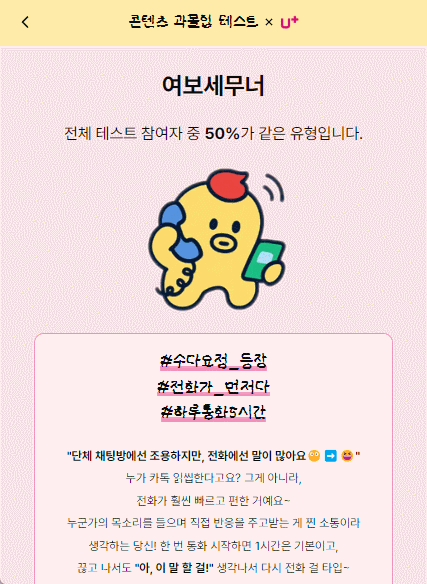 콘텐츠 과몰입 테스트 × U+
여보세무너
전체 테스트 참여자 중 50%가 같은 유형입니다.
#수다요정_등장
#전화가_먼저다
#하루통화5시간
"단체 채팅방에선 조용하지만, 전화에선 말이 많아요🙄➡️😆"
누가 카톡 읽씹한다고요? 그게 아니라,
전화가 훨씬 빠르고 편한 거예요~
누군가의 목소리를 들으며 직접 반응을 주고받는 게 찐 소통이라
생각하는 당신! 한 번 통화 시작하면 1시간은 기본이고,
끊고 나서도 "아, 이 말 할 걸!" 생각나서 다시 전화 걸 타입~